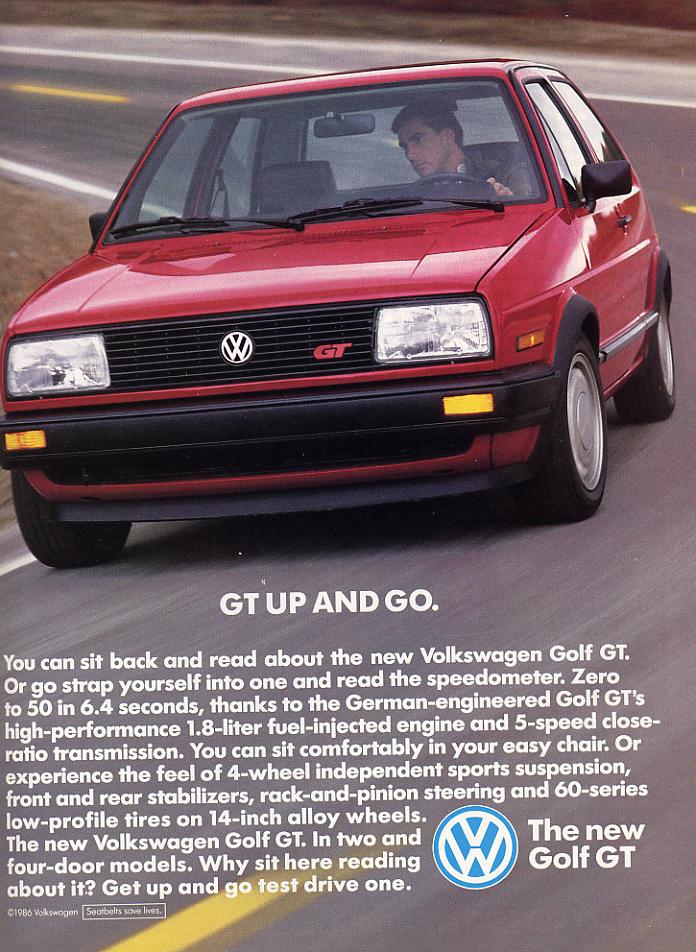 GT
GT UP AND GO.
You can sit back and read about the new Volkswagen Golf GT.
Or go strap yourself into one and read the speedometer. Zero
to 50 in 6.4 seconds, thanks to the German-engineered Golf GT's
high-performance 1.8-liter fuel-injected engine and 5-speed close-
ratio transmission. You can sit comfortably in your easy chair. Or
experience the feel of 4-wheel independent sports suspension,
front and rear stabilizers, rack-and-pinion steering and 60-series
low-profile tires on 14-inch alloy wheels.
The new Volkswagen Golf GT. In two and
four-door models. Why sit here reading
about it? Get up and go test drive one.
The new
Golf GT
©1986 Volkswagen Seatbelts save lives.